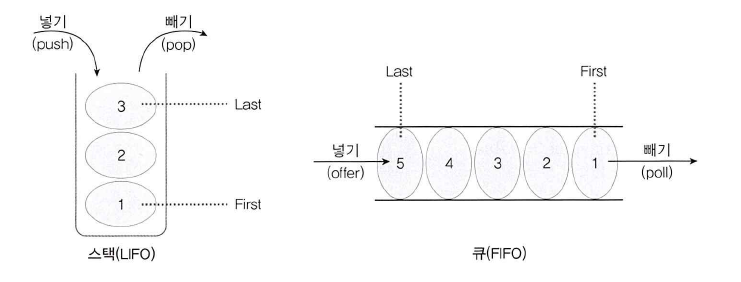 넣기
(push)
빼기
(pop)
3
Last
2
1
First
스택(LIFO)
Last
First
넣기
(offer)
5
4
3
2
1
빼기
(poll)
큐(FIFO)